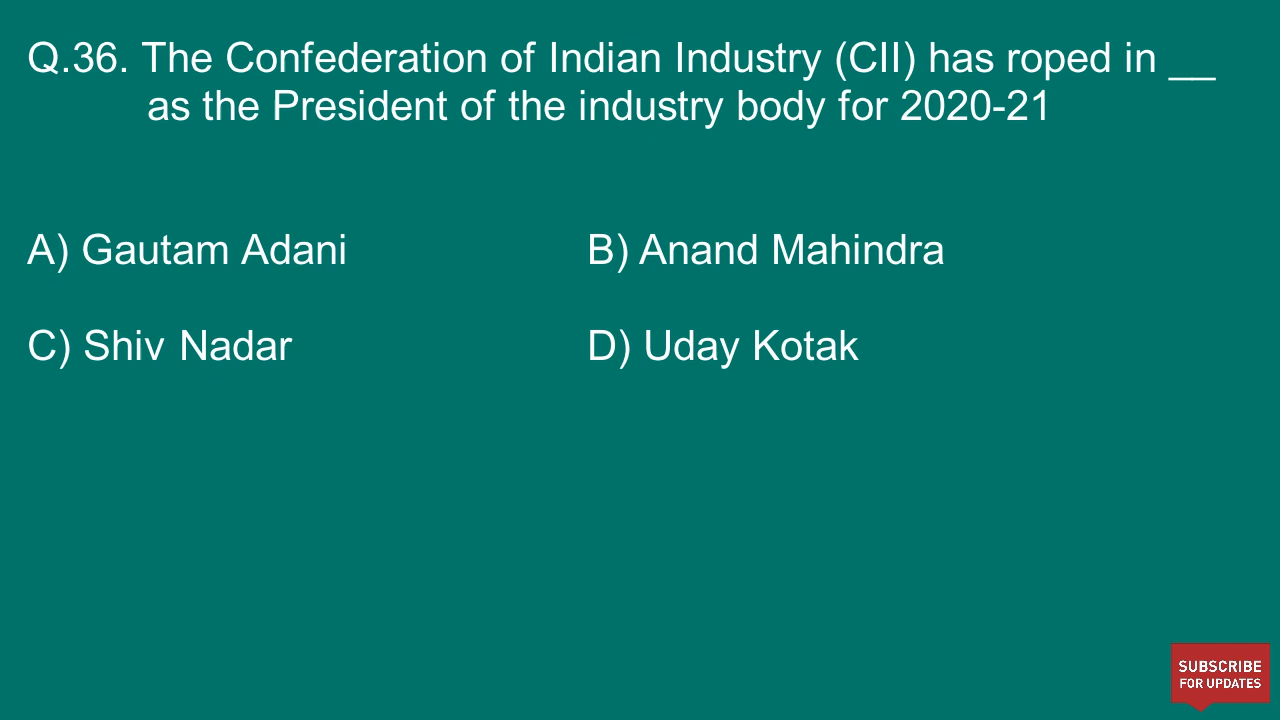 Q.36. The Confederation of Indian Industry (CII) has roped in __
as the President of the industry body for 2020-21
A) Gautam Adani B) Anand Mahindra
C) Shiv Nadar D) Uday Kotak
SUBSCRIBE
FOR UPDATES